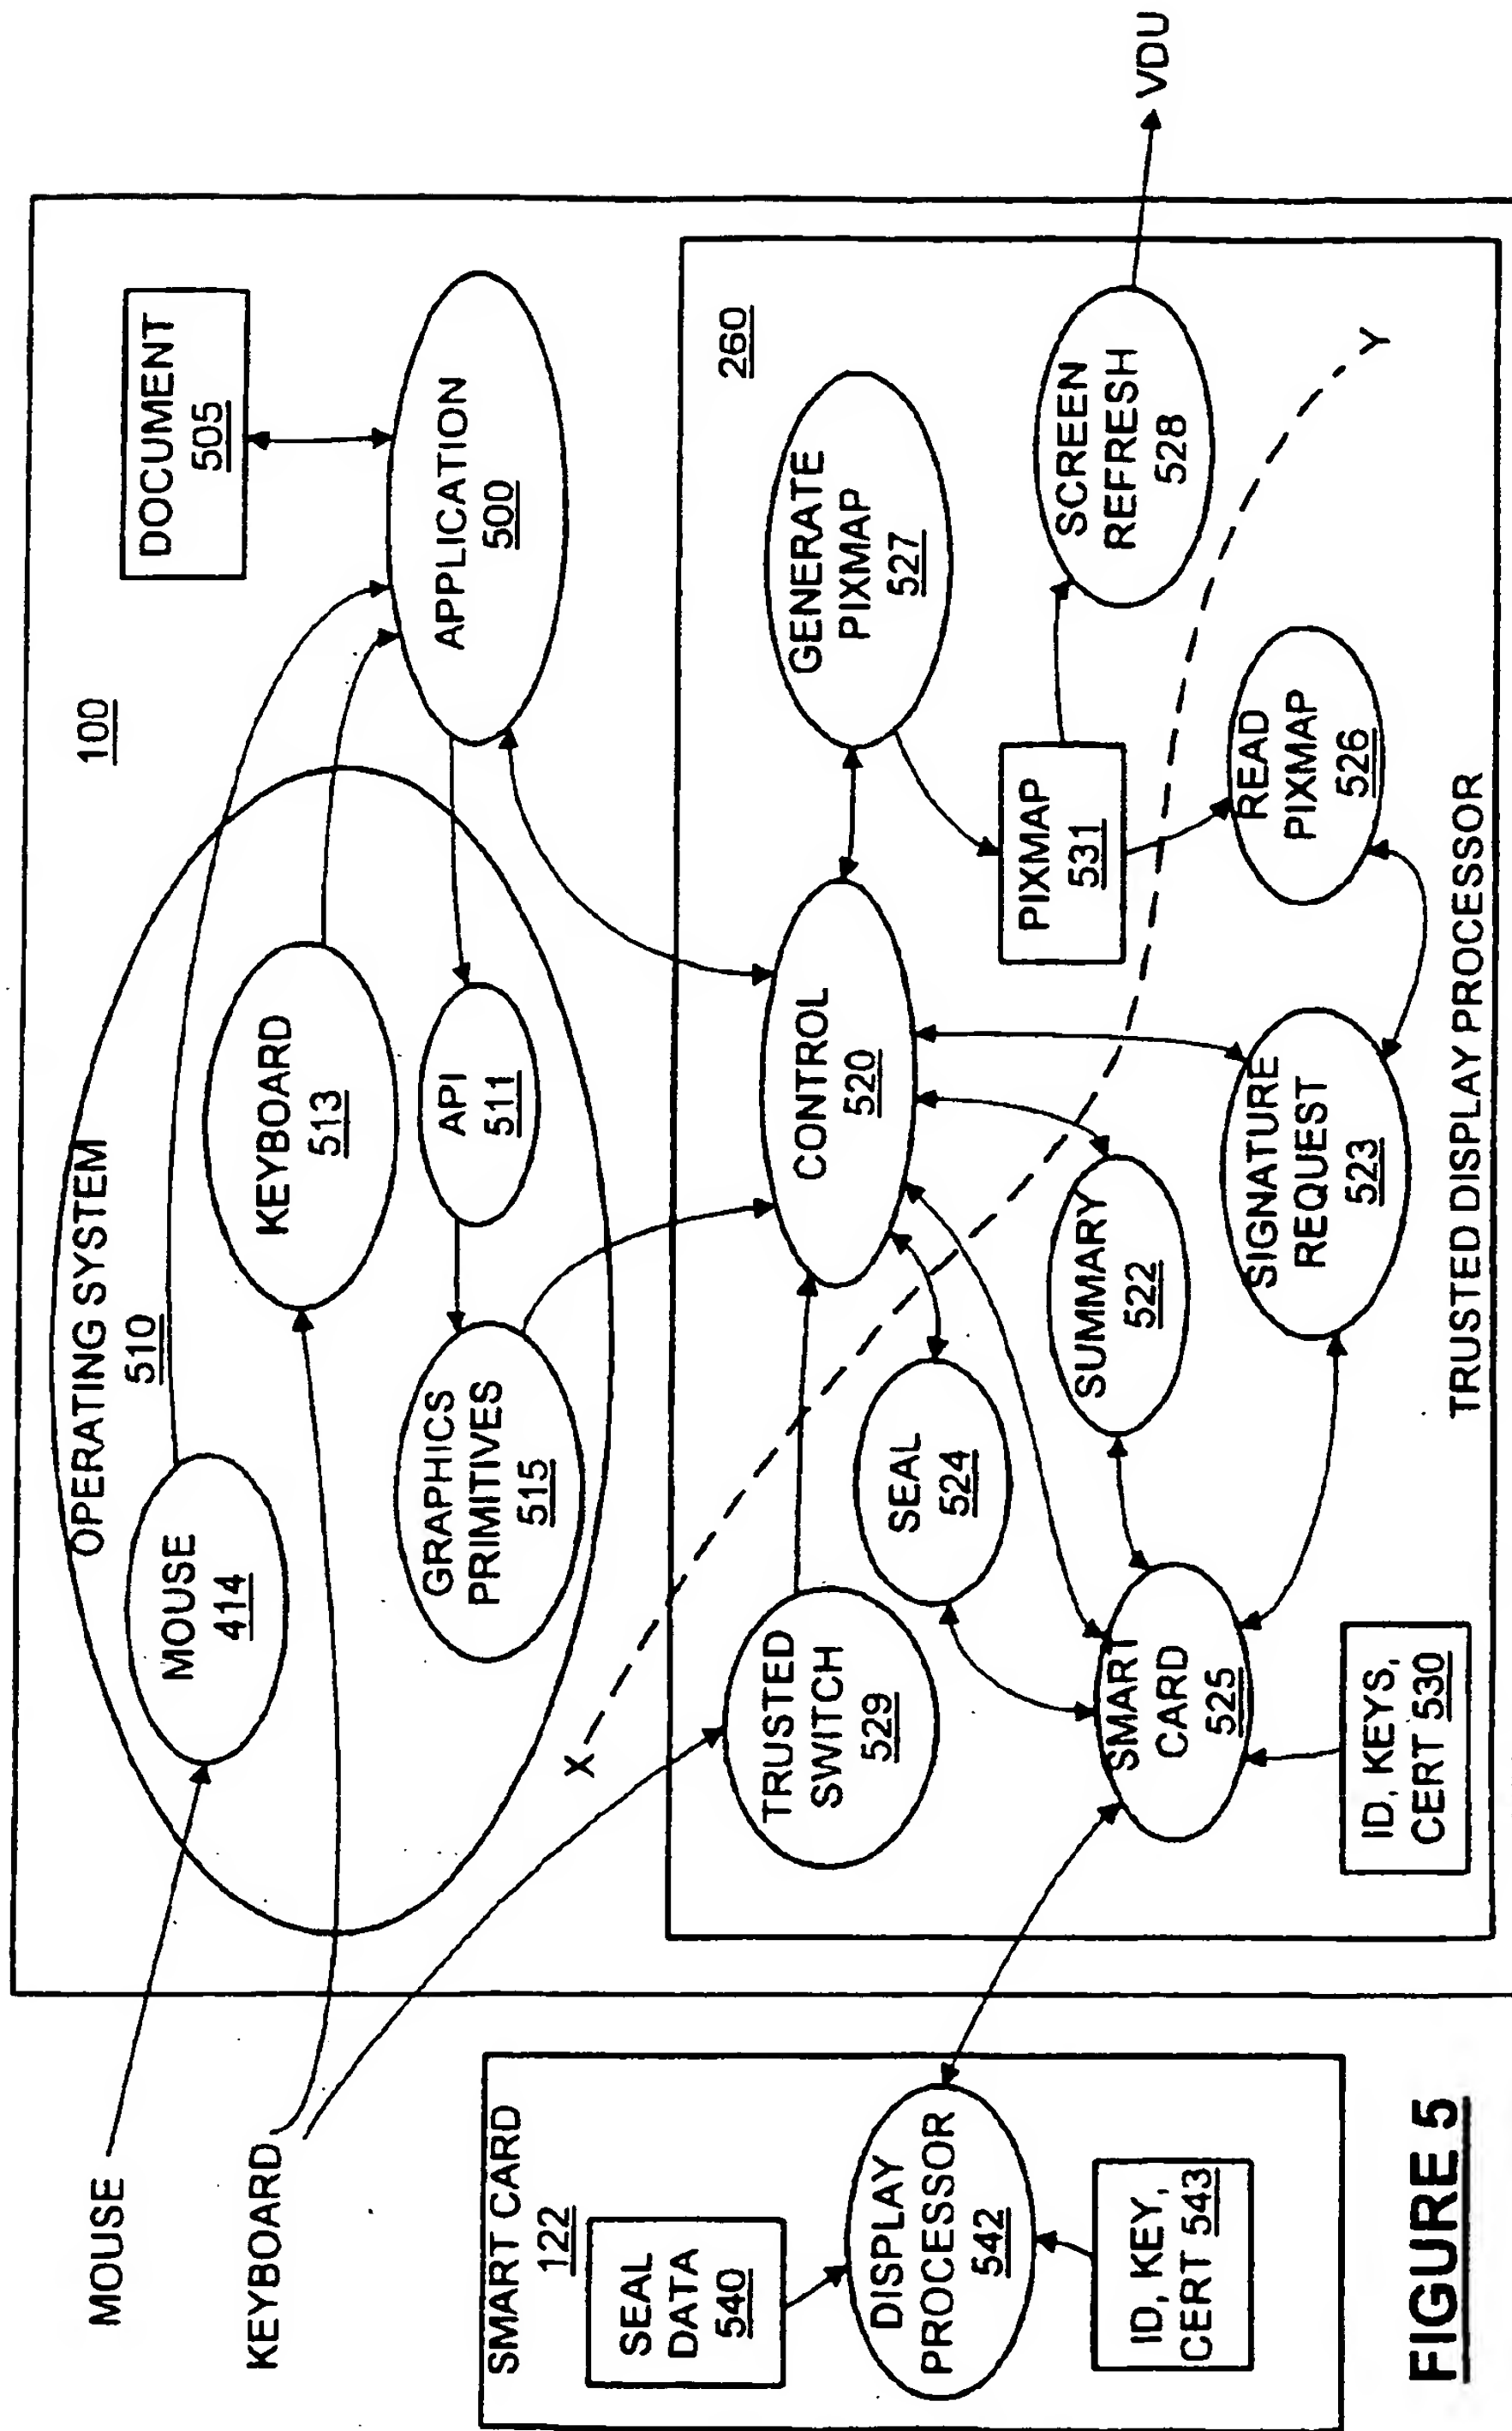 MOUSE
KEYBOARD
100
OPERATING SYSTEM
510
MOUSE
414
KEYBOARD
513
API
511
GRAPHICS
PRIMITIVES
515
DOCUMENT
505
APPLICATION
500
X
Y
260
TRUSTED
SWITCH
529
CONTROL
520
GENERATE
PIXMAP
527
SEAL
524
PIXMAP
531
SCREEN
REFRESH
528
VDU
SUMMARY
522
SMART
CARD
525
SIGNATURE
REQUEST
523
READ
PIXMAP
526
ID, KEYS,
CERT 530
TRUSTED DISPLAY PROCESSOR
SMART CARD
122
SEAL
DATA
540
DISPLAY
PROCESSOR
542
ID, KEY,
CERT 543
FIGURE 5